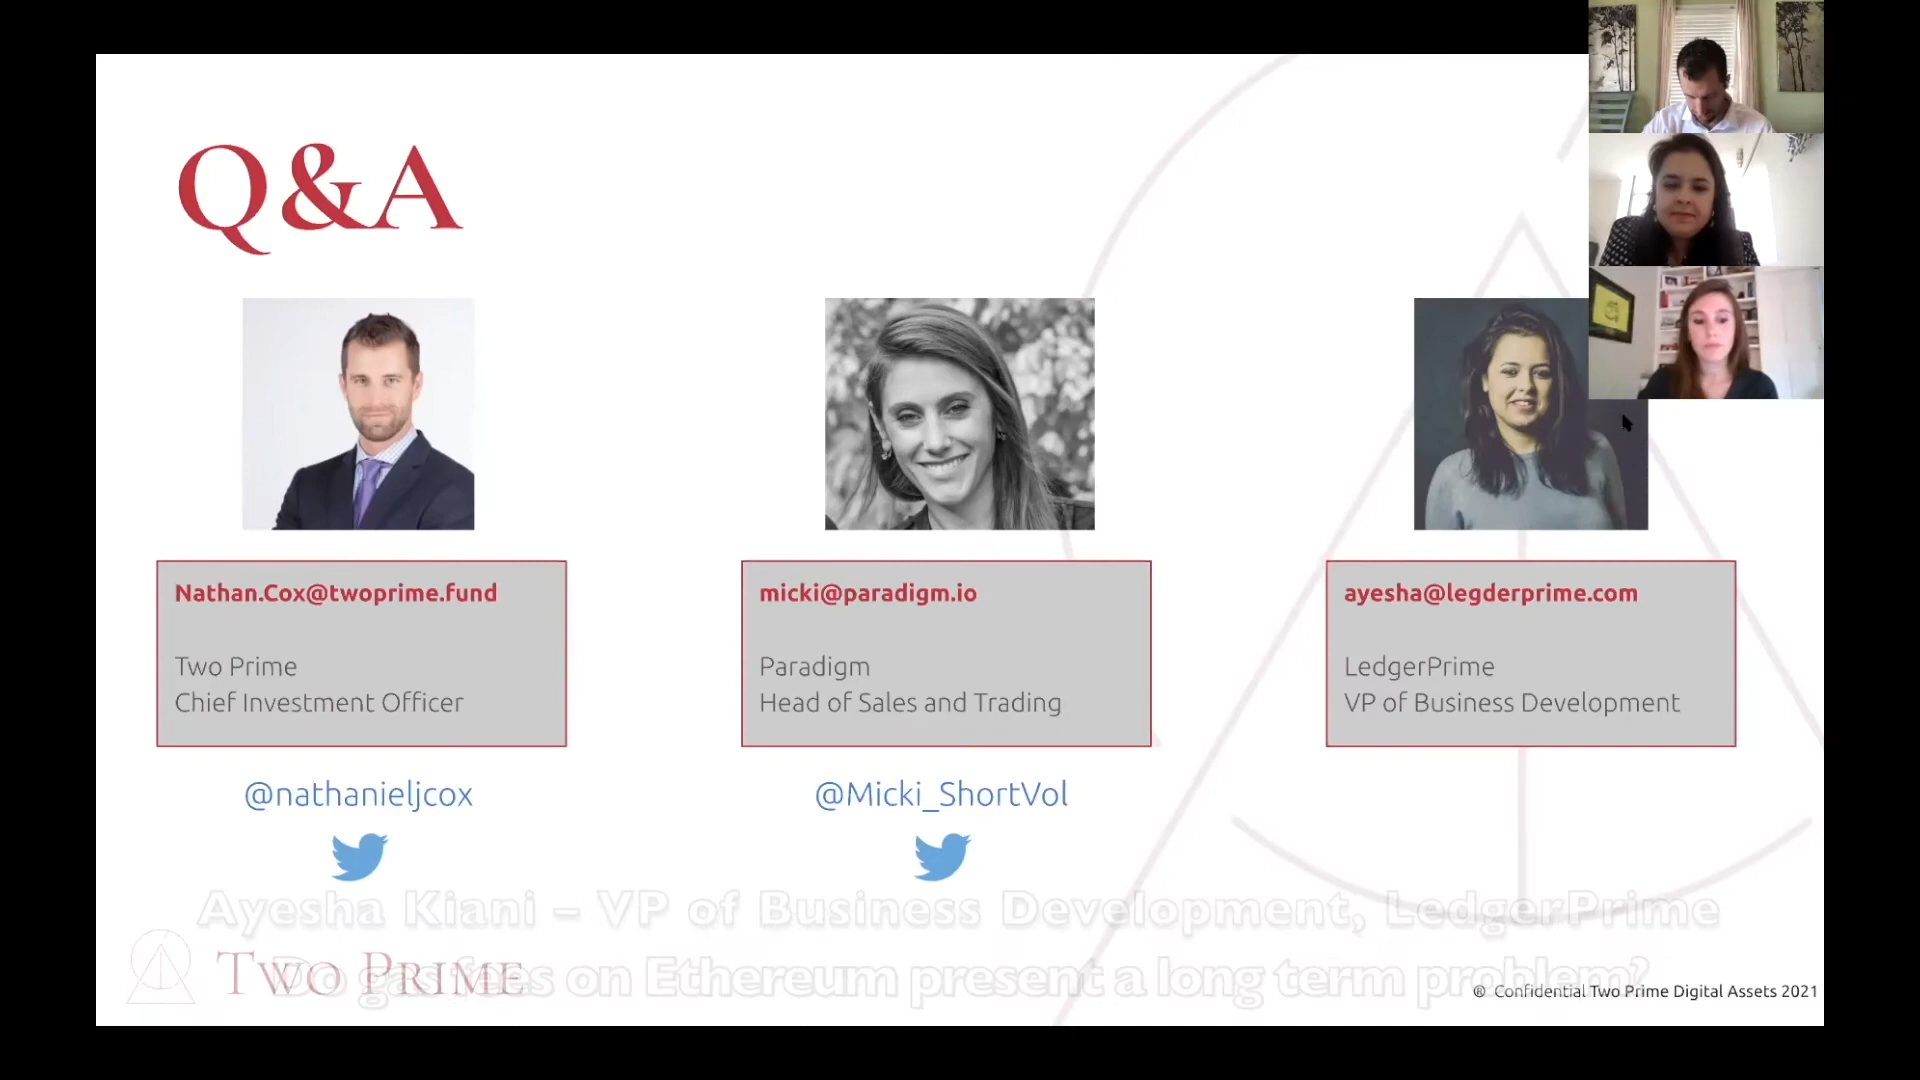 Q&A
Nathan.Cox@twoprime.fund
Two Prime
Chief Investment Officer
@nathanieljcox
micki@paradigm.io
Paradigm
Head of Sales and Trading
@Micki_ShortVol
ayesha@legderprime.com
LedgerPrime
VP of Business Development
Ayesha Kiani – VP of Business Development, LedgerPrime
Do gas fees on Ethereum present a long term problem?
TWO PRIME
® Confidential Two Prime Digital Assets 2021